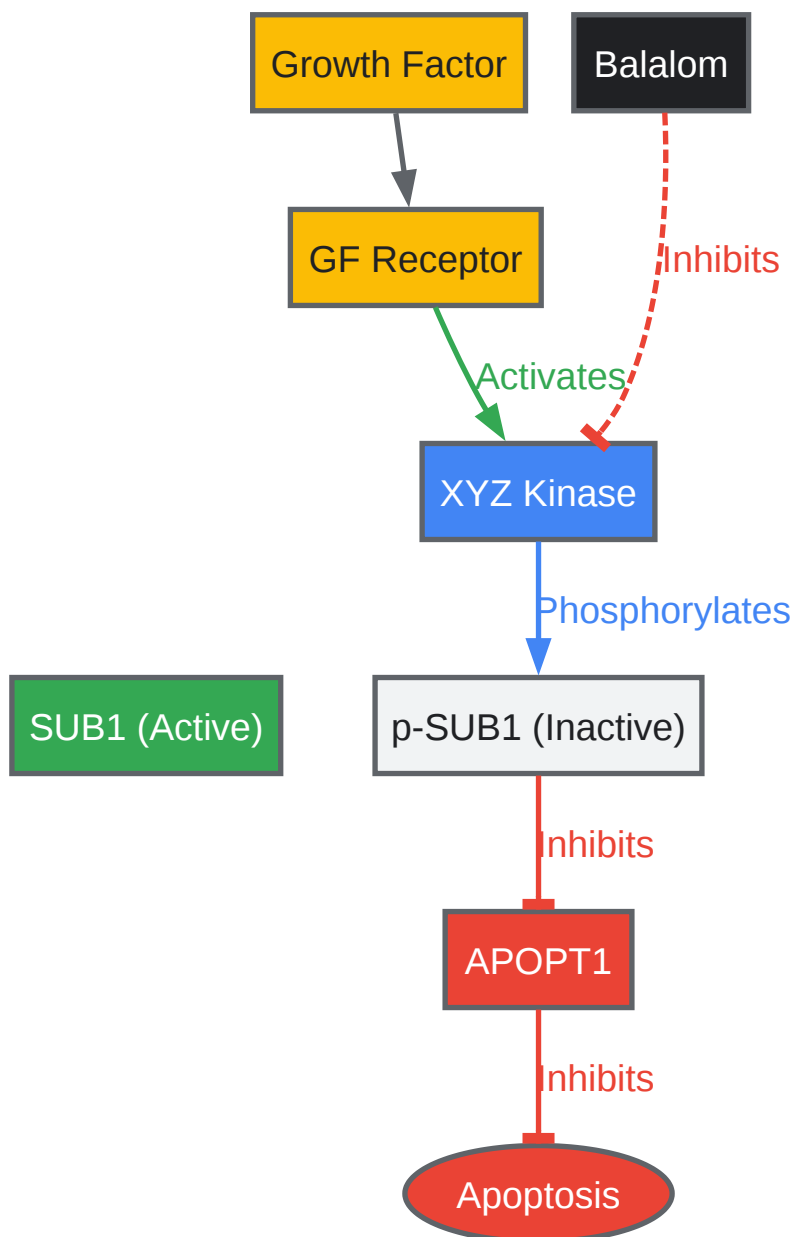 Growth Factor
Balalom
GF Receptor
Inhibits
Activates
XYZ Kinase
Phosphorylates
SUB1 (Active)
p-SUB1 (Inactive)
Inhibits
APOPT1
Inhibits
Apoptosis